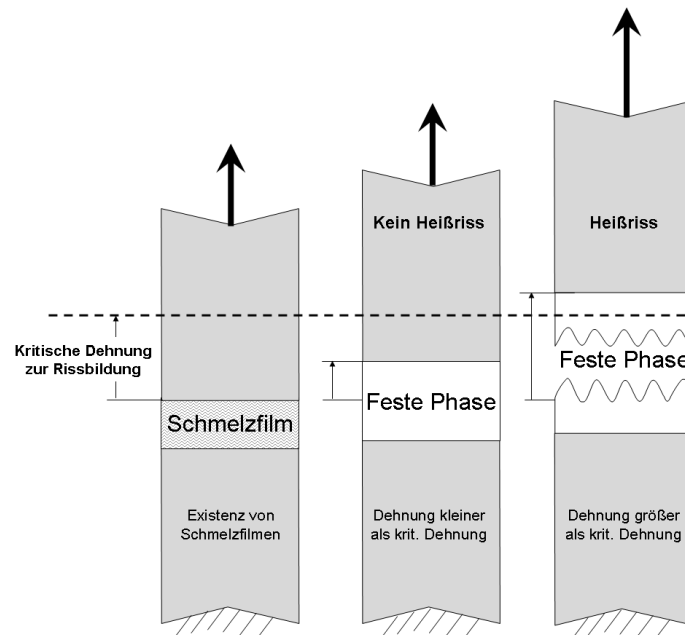 Kein Heißriss
Heißriss
Kritische Dehnung
zur Rissbildung
Schmelzfilm
Feste Phase
Feste Phase
Existenz von
Schmelzfilmen
Dehnung kleiner
als krit. Dehnung
Dehnung größer
als krit. Dehnung